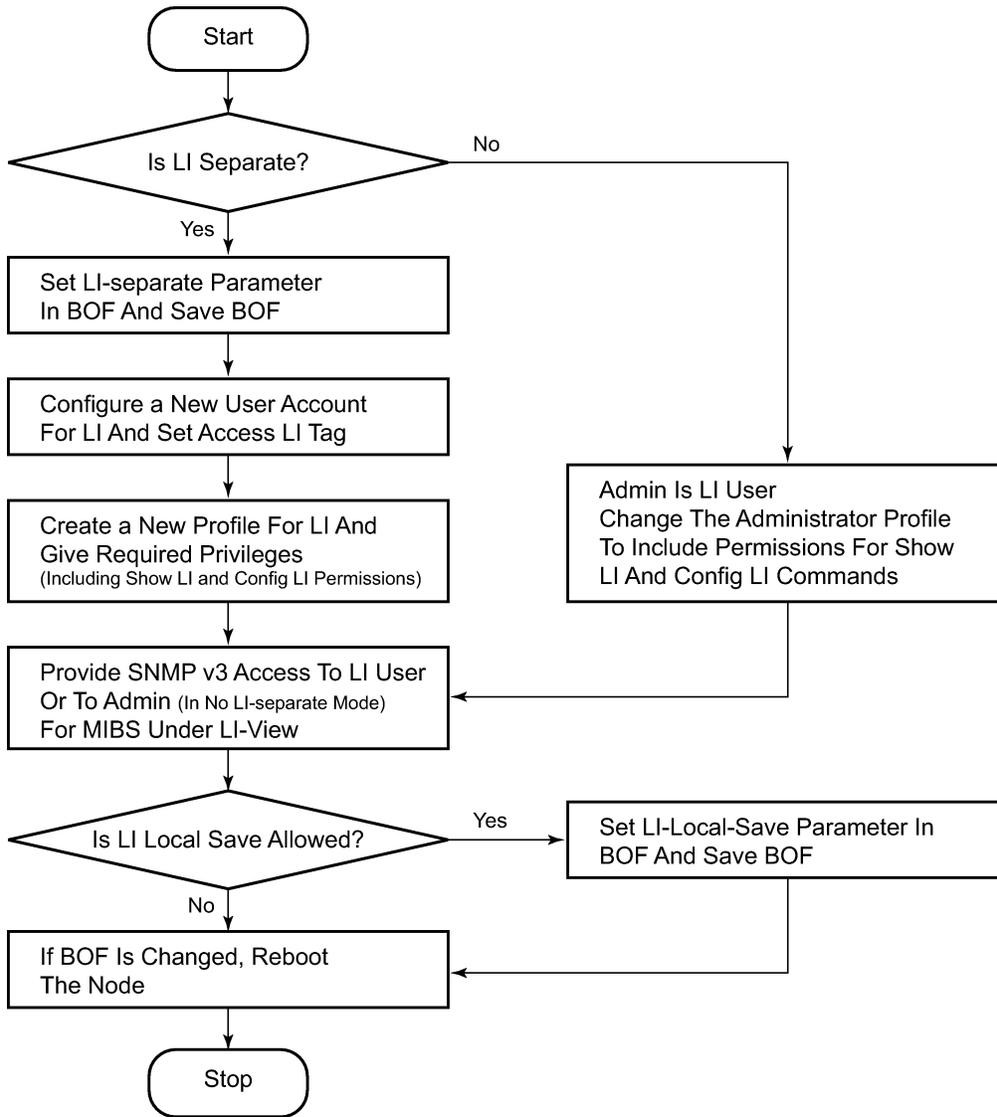 Start
Is LI Separate?
No
Yes
Set LI-separate Parameter
In BOF And Save BOF
Configure a New User Account
For LI And Set Access LI Tag
Create a New Profile For LI And
Give Required Privileges
(Including Show LI and Config LI Permissions)
Admin Is LI User
Change The Administrator Profile
To Include Permissions For Show
LI And Config LI Commands
Provide SNMP v3 Access To LI User
Or To Admin (In No LI-separate Mode)
For MIBS Under LI-View
Is LI Local Save Allowed?
Yes
Set LI-Local-Save Parameter In
BOF And Save BOF
No
If BOF Is Changed, Reboot
The Node
Stop